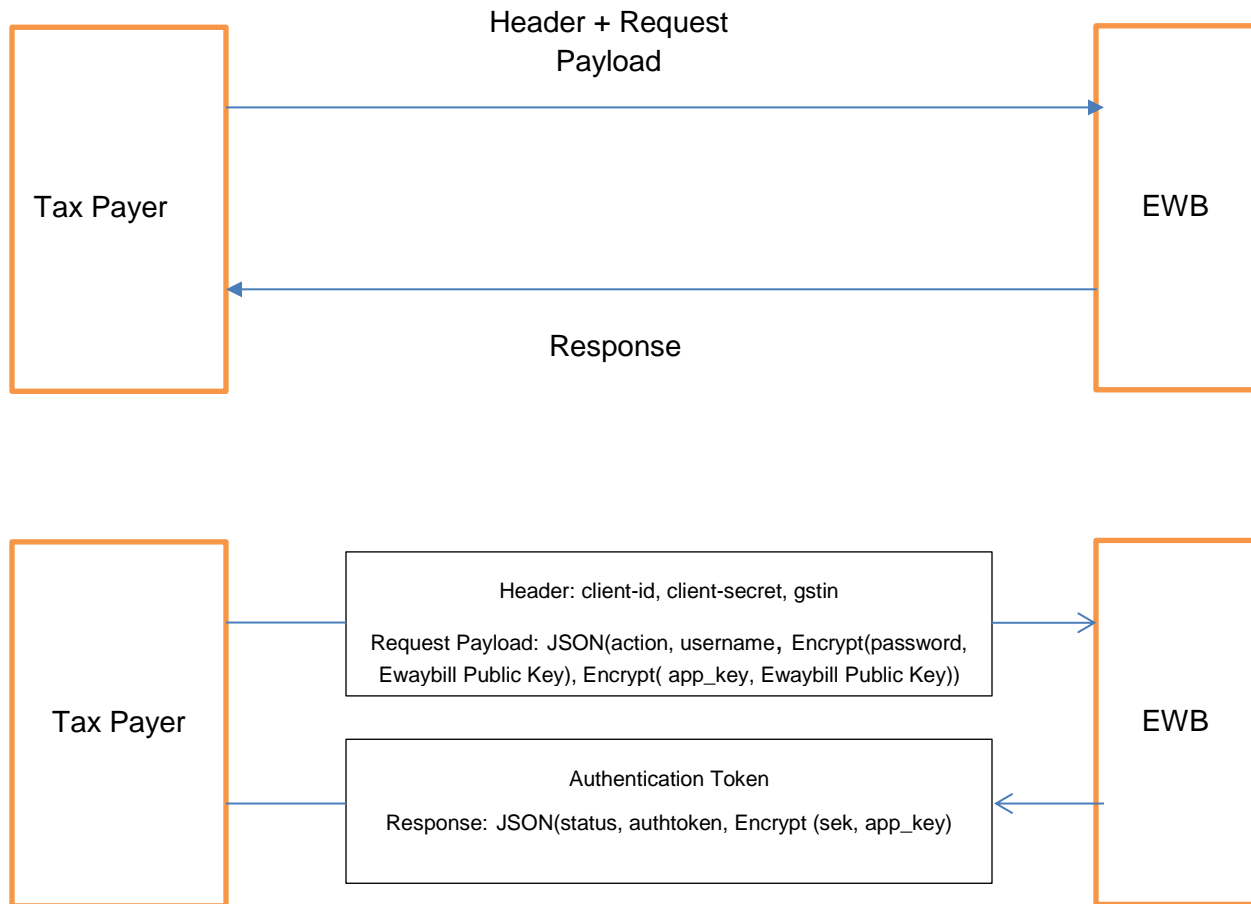 Header + Request
Payload
Tax Payer
EWB
Response
Header: client-id, client-secret, gstin
Request Payload: JSON(action, username, Encrypt(password,
Ewaybill Public Key), Encrypt( app_key, Ewaybill Public Key))
Tax Payer
EWB
Authentication Token
Response: JSON(status, authtoken, Encrypt (sek, app_key)